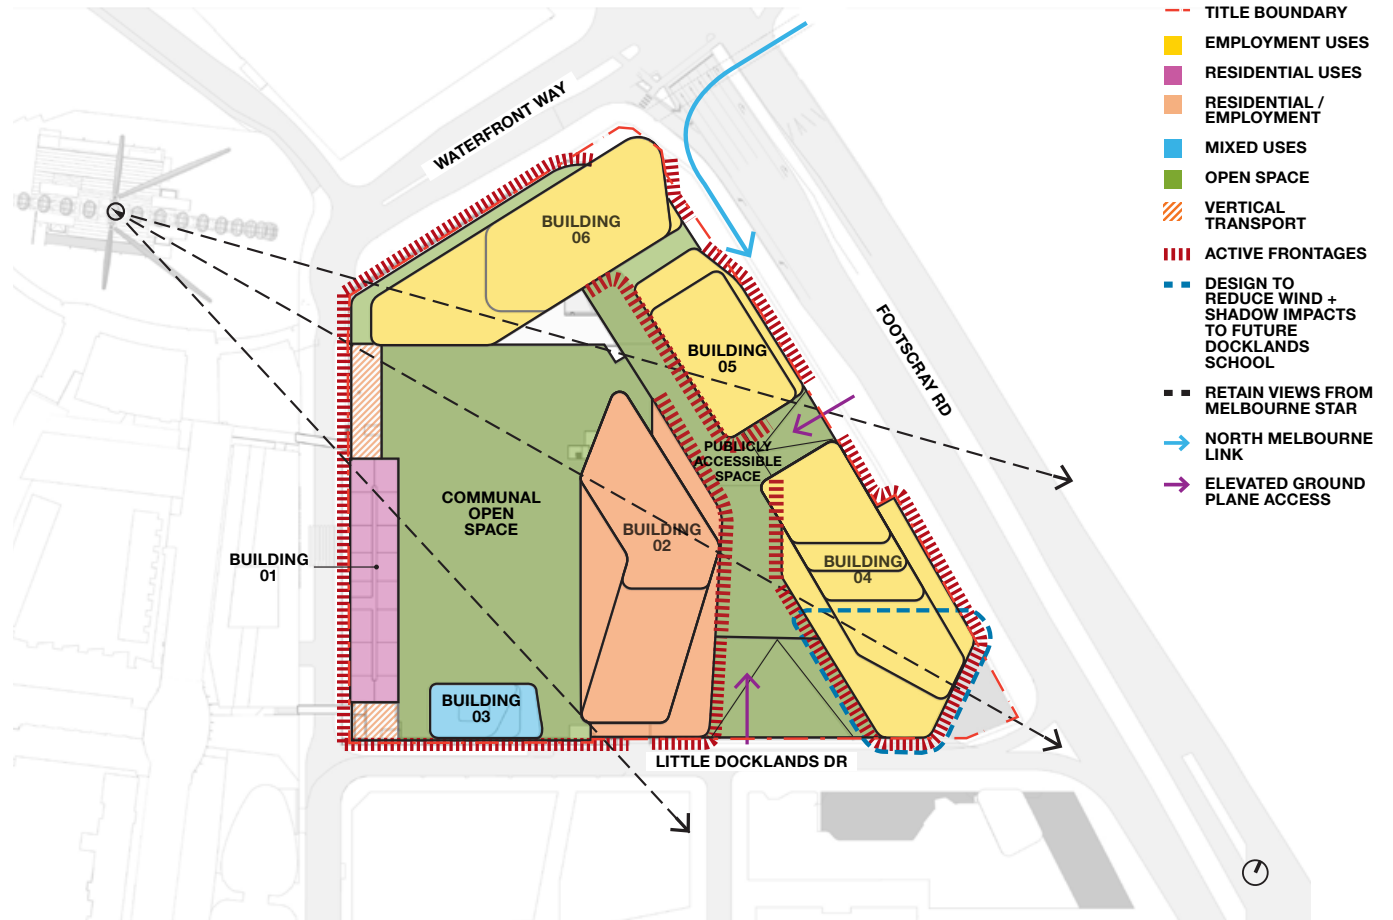 TITLE BOUNDARY
EMPLOYMENT USES
RESIDENTIAL USES
RESIDENTIAL /
EMPLOYMENT
MIXED USES
OPEN SPACE
VERTICAL
TRANSPORT
ACTIVE FRONTAGES
DESIGN TO
REDUCE WIND +
SHADOW IMPACTS
TO FUTURE
DOCKLANDS
SCHOOL
RETAIN VIEWS FROM
MELBOURNE STAR
NORTH MELBOURNE
LINK
ELEVATED GROUND
PLANE ACCESS
WATERFRONT WAY
BUILDING
06
FOOTSCRAY RD
BUILDING
05
PUBLICLY
ACCESSIBLE
SPACE
COMMUNAL
OPEN
SPACE
BUILDING
02
BUILDING
01
BUILDING
04
BUILDING
03
LITTLE DOCKLANDS DR